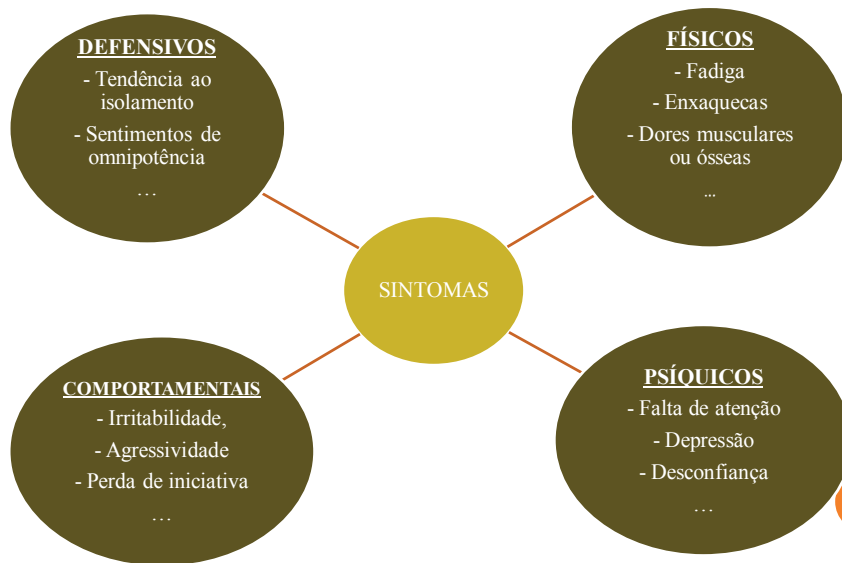 DEFENSIVOS
- Tendência ao
isolamento
- Sentimentos de
omnipotência
…
FÍSICOS
- Fadiga
- Enxaquecas
- Dores musculares
ou ósseas
...
SINTOMAS
COMPORTAMENTAIS
- Irritabilidade,
- Agressividade
- Perda de iniciativa
…
PSÍQUICOS
- Falta de atenção
- Depressão
- Desconfiança
…